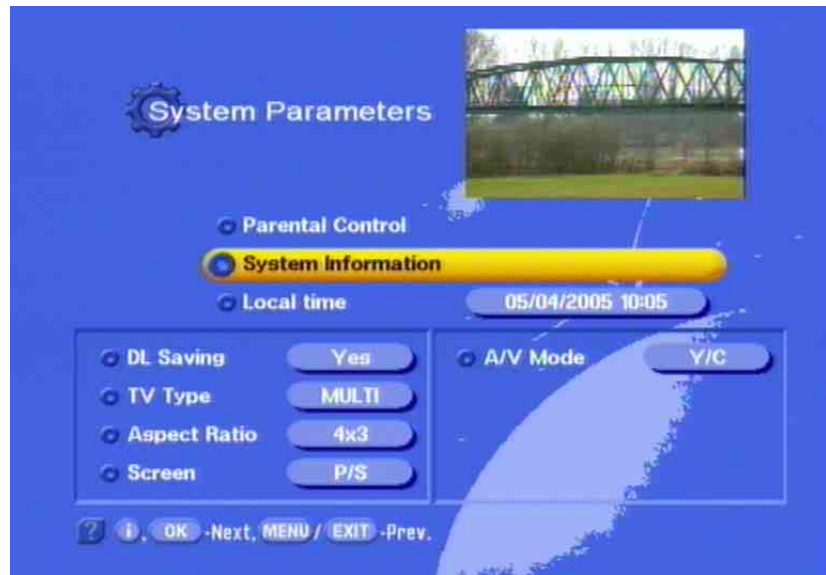 System Parameters
Parental Control
System Information
Local time 05/04/2005 10:05
DL Saving Yes
TV Type MULTI
Aspect Ratio 4x3
Screen P/S
A/V Mode Y/C
? i, OK -Next, MENU / EXIT -Prev.